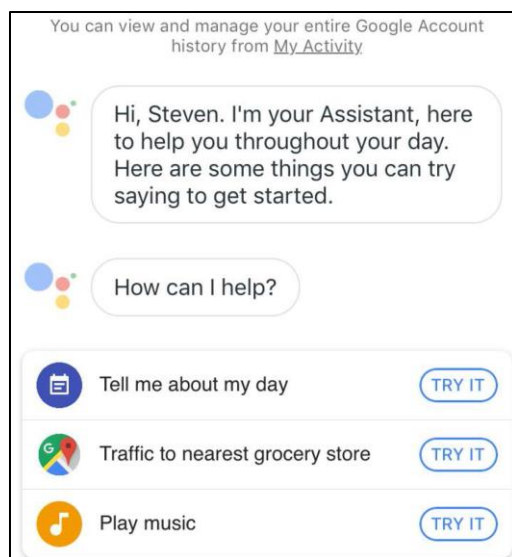 You can view and manage your entire Google Account
history from My Activity
Hi, Steven. I'm your Assistant, here
to help you throughout your day.
Here are some things you can try
saying to get started.
How can I help?
Tell me about my day
TRY IT
G
Traffic to nearest grocery store
TRY IT
Play music
TRY IT